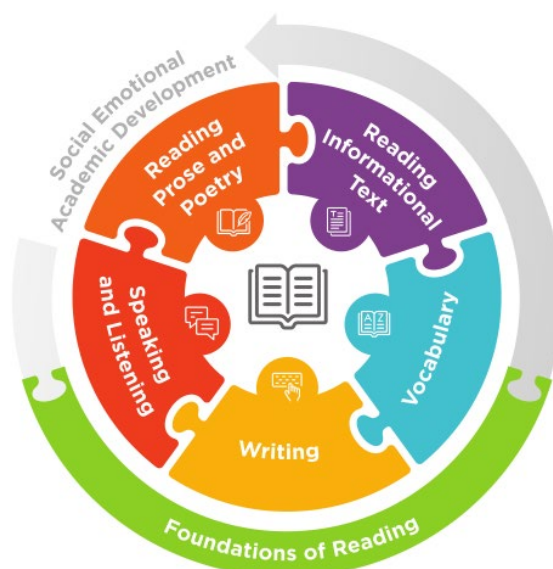 Social Emotional
Academic Development
Reading
Prose and
Poetry
Reading
Informational
Text
Speaking
and Listening
Vocabulary
Writing
Foundations of Reading
A Z
T